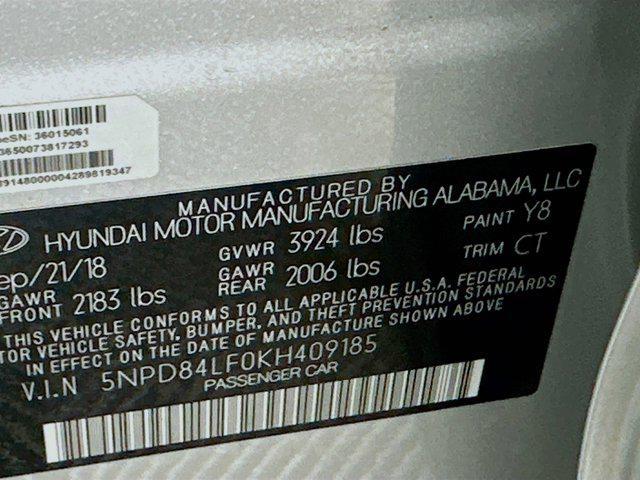 36015061
3650073817293
9148000004289819347
MANUFACTURED BY
HYUNDAI MOTOR MANUFACTURING ALABAMA, LLC
ep/21/18 GVWR 3924 lbs PAINT Y8
GAWR FRONT 2183 lbs GAWR REAR 2006 lbs TRIM CT
THIS VEHICLE CONFORMS TO ALL APPLICABLE U.S.A. FEDERAL
TOR VEHICLE SAFETY, BUMPER, AND THEFT PREVENTION STANDARDS
IN EFFECT ON THE DATE OF MANUFACTURE SHOWN ABOVE
V.I.N 5NPD84LF0KH409185
PASSENGER CAR